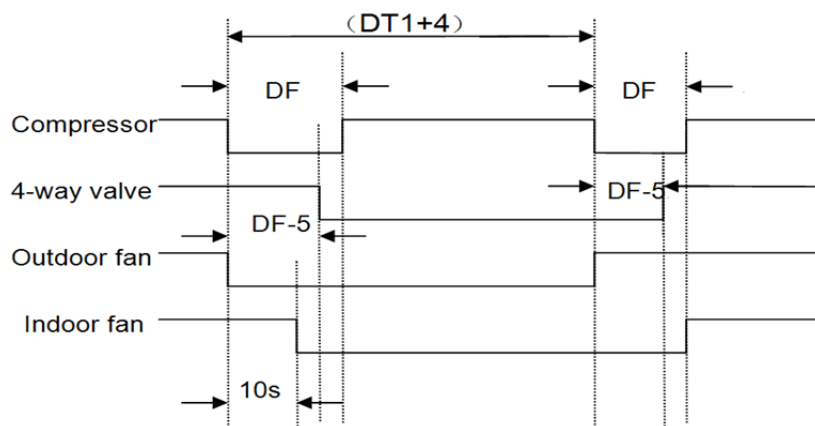 （DT1+4）
DF DF
Compressor
4-way valve
DF-5
DF-5
Outdoor fan
Indoor fan
10s